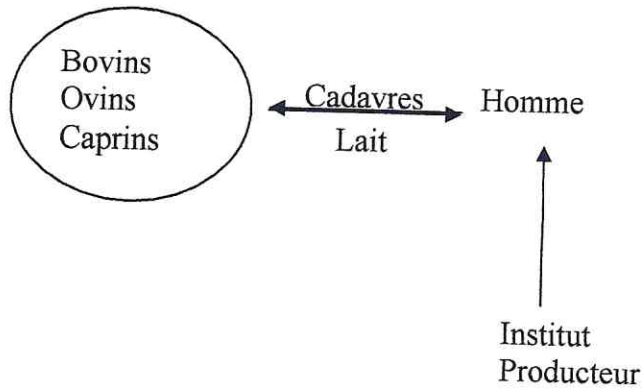 Bovins
Ovins
Caprins
Cadavres
Lait
Homme
Institut
Producteur